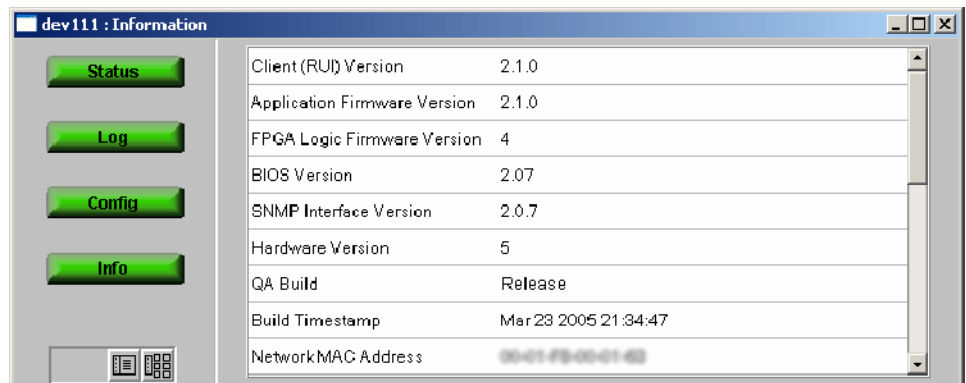 dev111 : Information
Status
Log
Config
Info
Client (RUI) Version 2.1.0
Application Firmware Version 2.1.0
FPGA Logic Firmware Version 4
BIOS Version 2.07
SNMP Interface Version 2.0.7
Hardware Version 5
QA Build Release
Build Timestamp Mar 23 2005 21:34:47
Network MAC Address